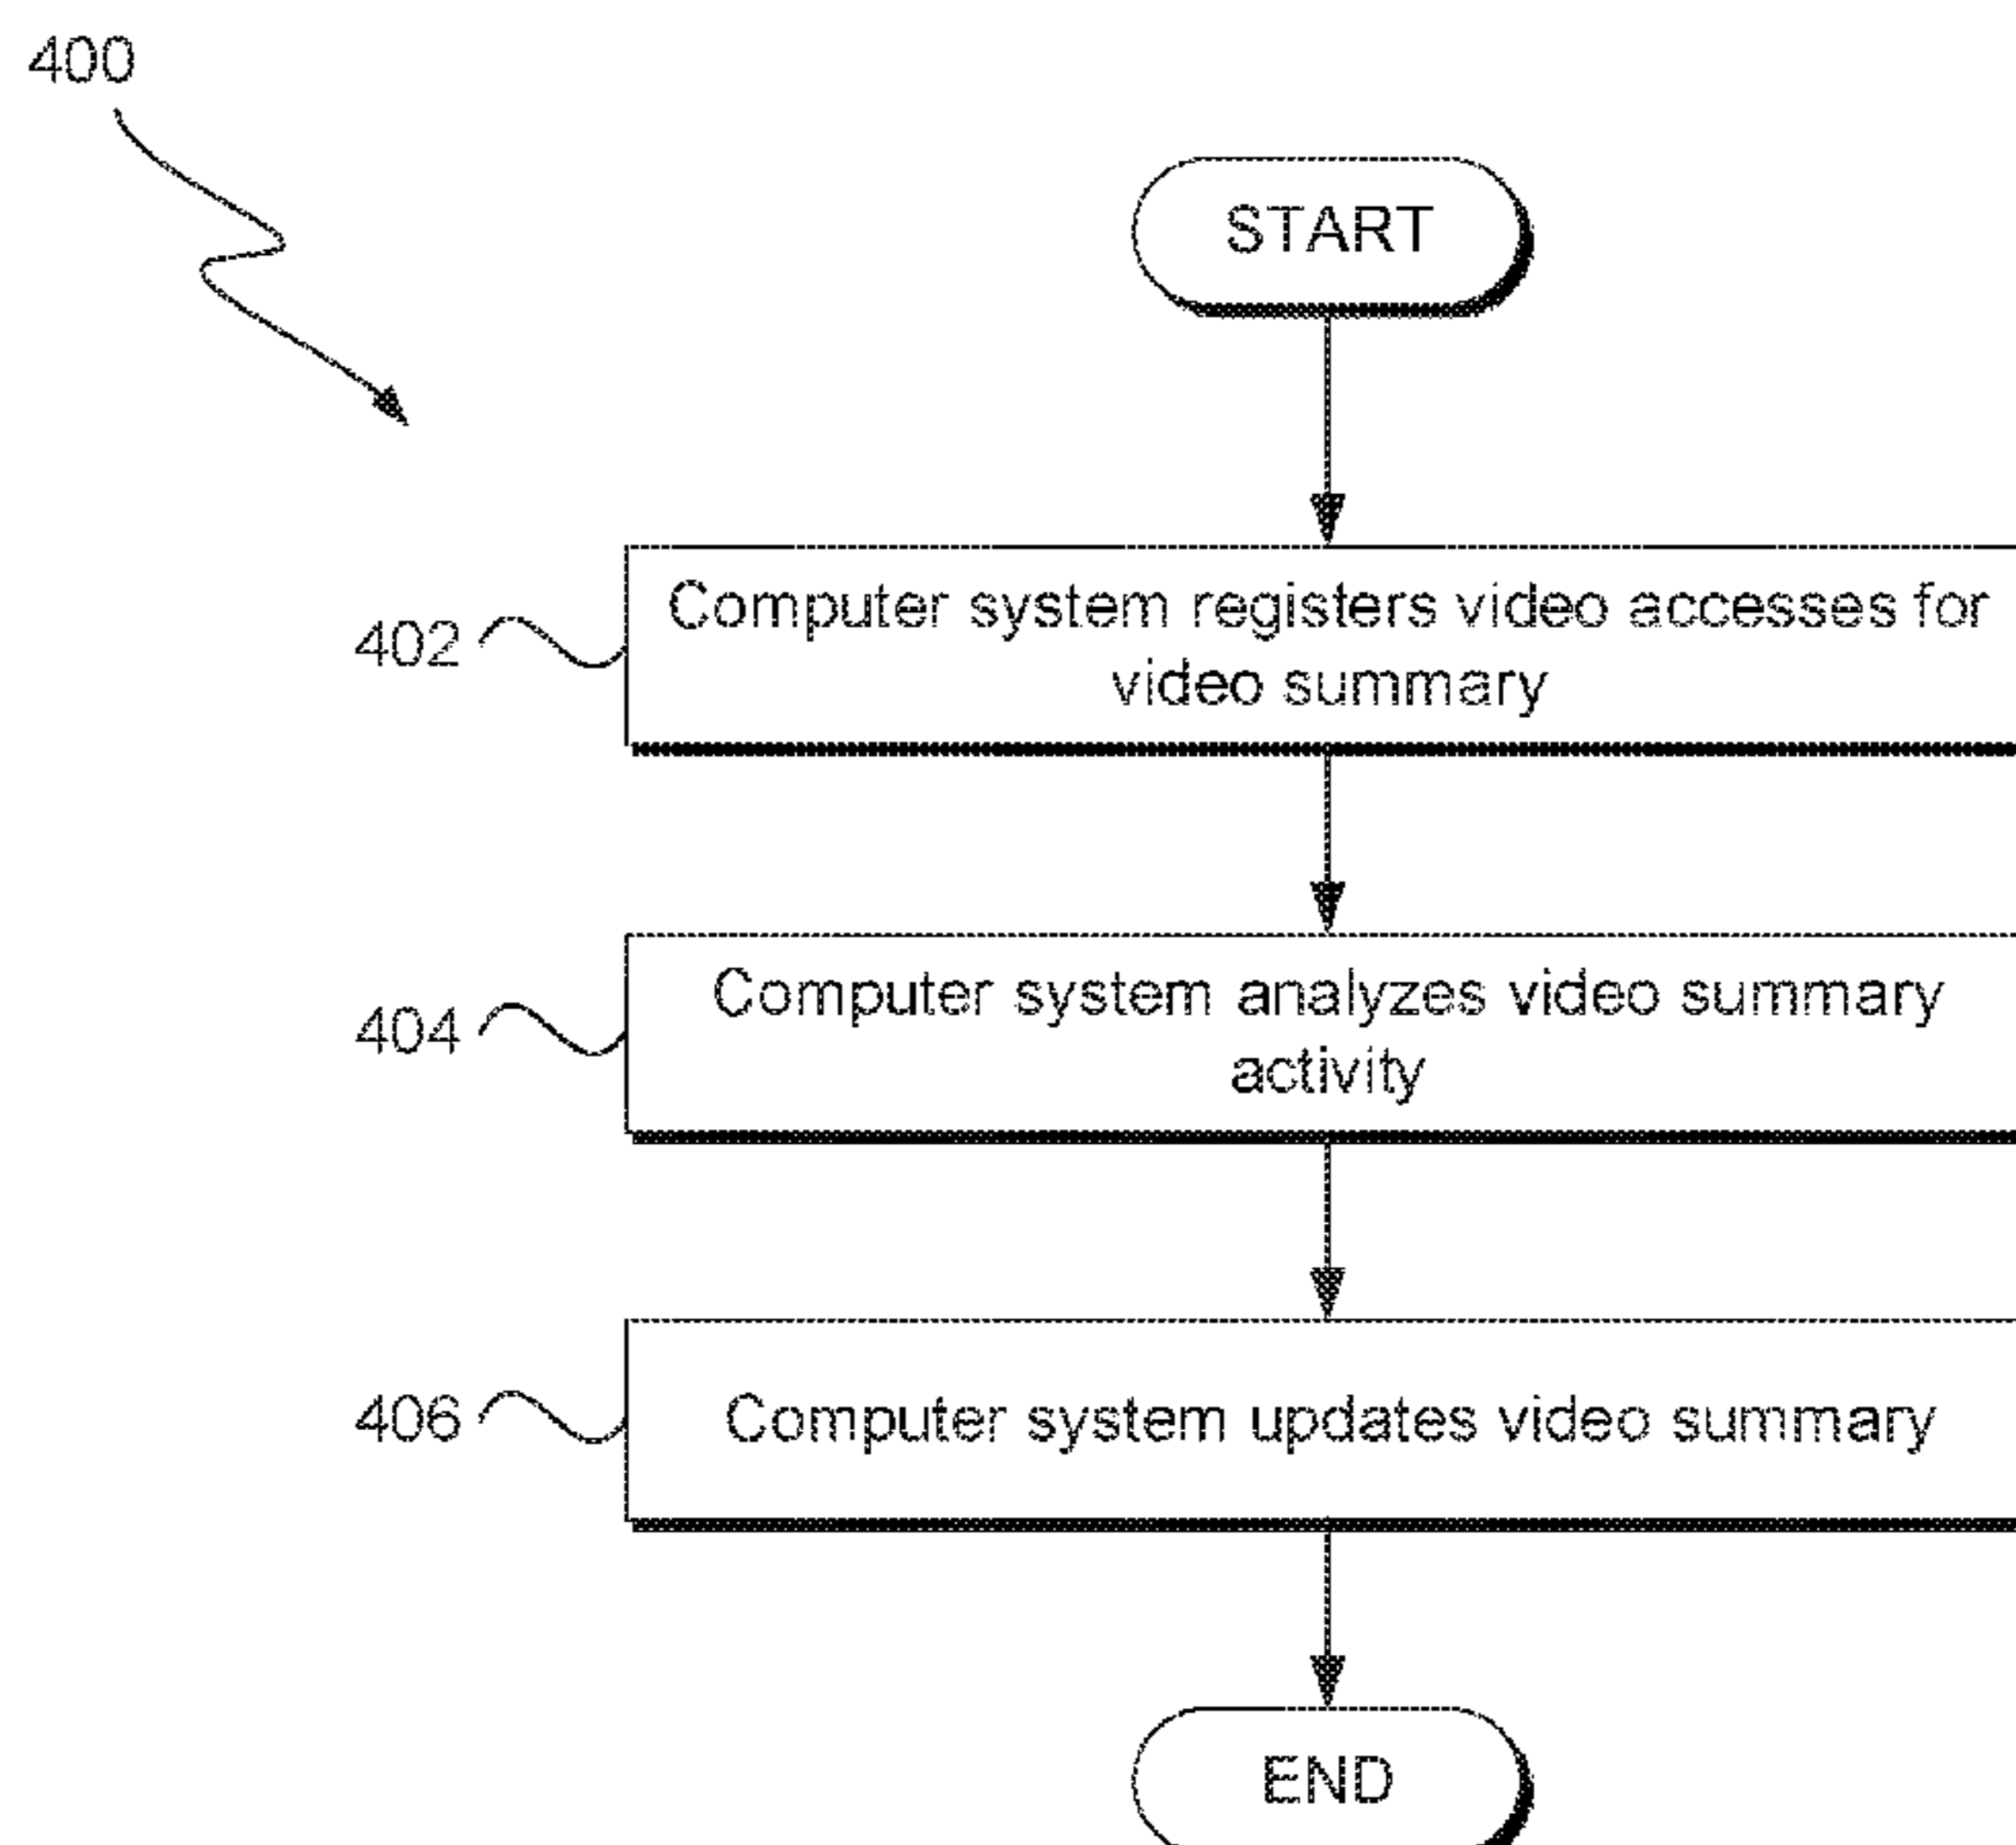 400
START
402
Computer system registers video accesses for
video summary
404
Computer system analyzes video summary
activity
406
Computer system updates video summary
END